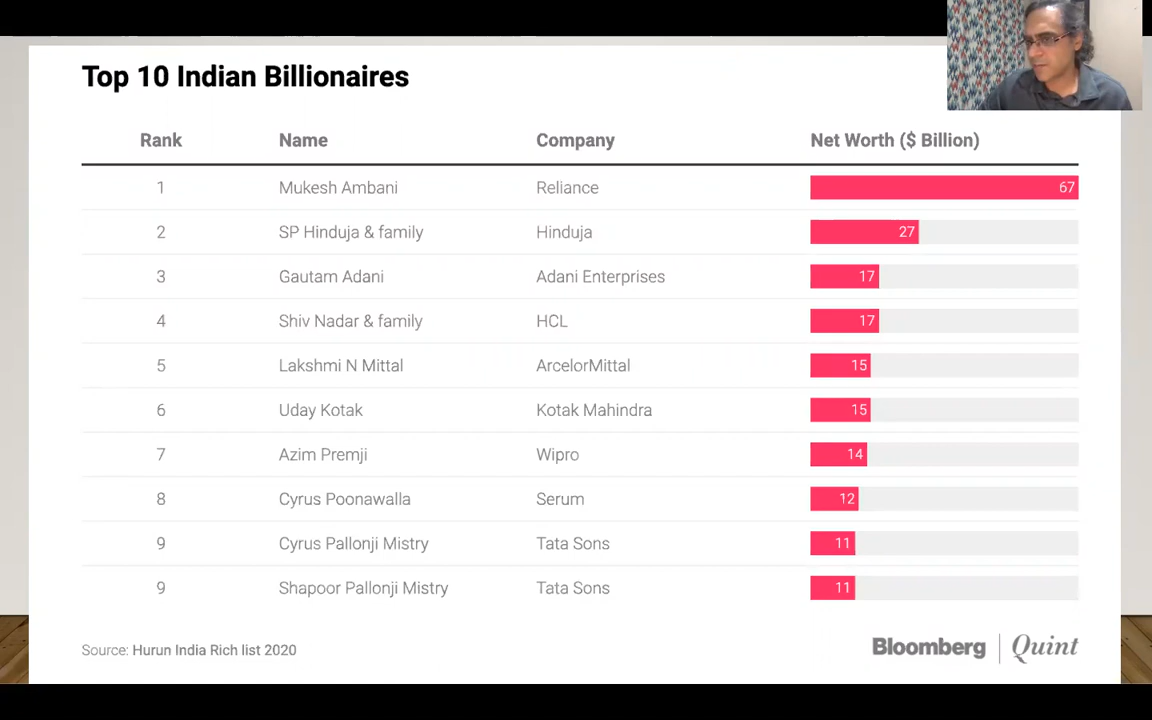 Top 10 Indian Billionaires
Rank Name Company Net Worth ($ Billion)
1 Mukesh Ambani Reliance 67
2 SP Hinduja & family Hinduja 27
3 Gautam Adani Adani Enterprises 17
4 Shiv Nadar & family HCL 17
5 Lakshmi N Mittal ArcelorMittal 15
6 Uday Kotak Kotak Mahindra 15
7 Azim Premji Wipro 14
8 Cyrus Poonawalla Serum 12
9 Cyrus Pallonji Mistry Tata Sons 11
9 Shapoor Pallonji Mistry Tata Sons 11
Source: Hurun India Rich list 2020 Bloomberg | Quint